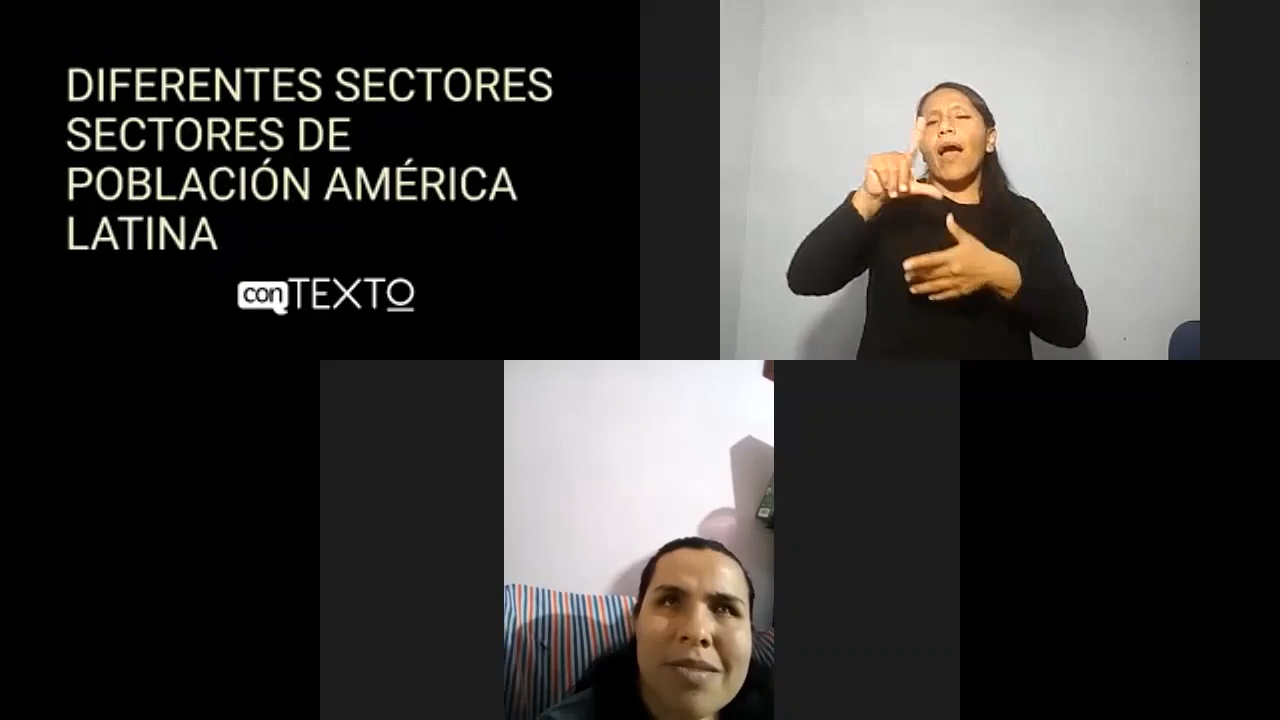 DIFERENTES SECTORES
SECTORES DE
POBLACIÓN AMÉRICA
LATINA
conTEXTO